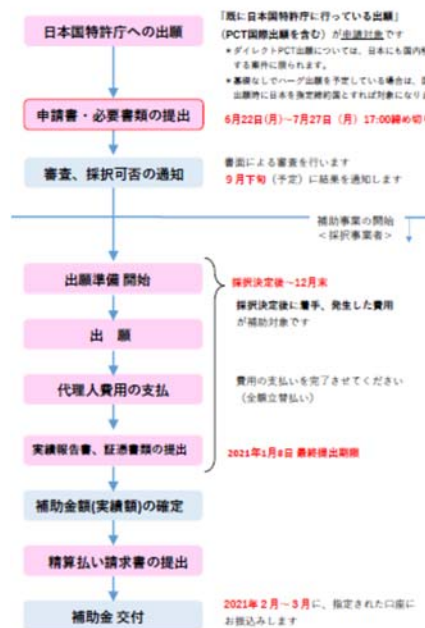 日本国特許庁への出願
「既に日本国特許庁に行っている出願」
(PCT国際出願を含む)が申請対象です
*ダイレクトPCT出願については、日本にも国内移
する案件に限られます。
*基礎なしでハーグ出願を予定している場合は、
出願時に日本を指定締約国とすれば対象になり
申請書・必要書類の提出
6月22日(月)~7月27日(月) 17:00締め切り
審査、採択可否の通知
書面による審査を行います
9月下旬(予定)に結果を通知します
補助事業の開始
<採択事業者>
出願準備 開始
採択決定後~12月末
採択決定後に着手、発生した費用
が補助対象です
出 願
代理人費用の支払
費用の支払いを完了させてください
(全額立替払い)
実績報告書、証憑書類の提出
2021年1月8日 最終提出期限
補助金額(実績額)の確定
精算払い請求書の提出
補助金 交付
2021年2月~3月に、指定された口座に
お振込みします